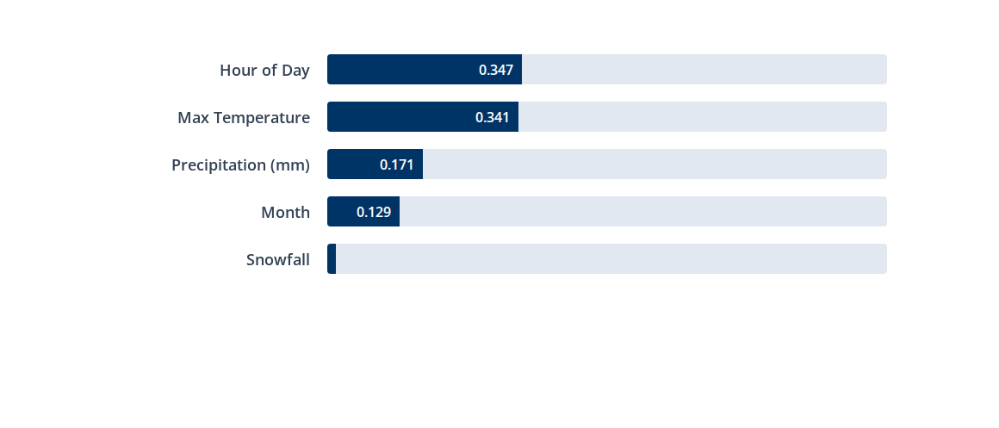 Hour of Day 0.347
Max Temperature 0.341
Precipitation (mm) 0.171
Month 0.129
Snowfall